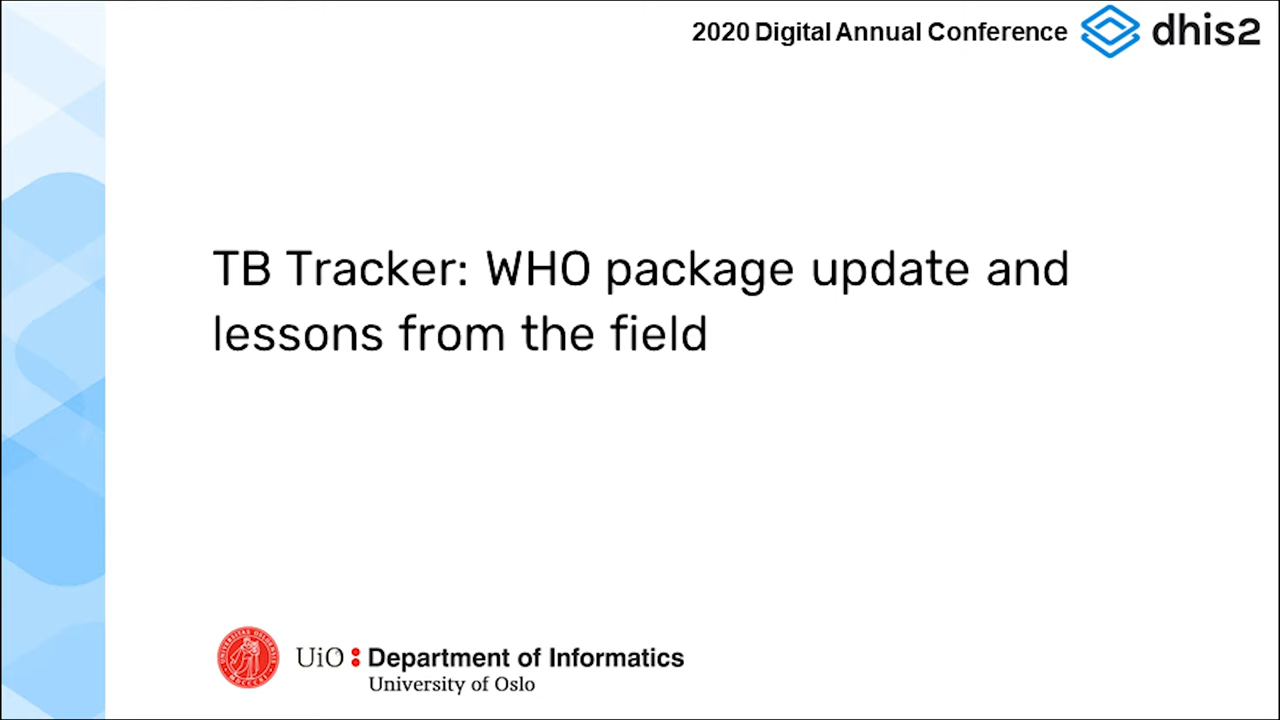 2020 Digital Annual Conference dhis2
TB Tracker: WHO package update and
lessons from the field
UiO : Department of Informatics
University of Oslo